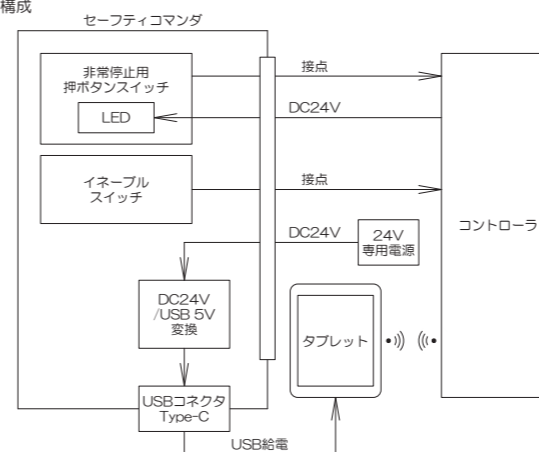 構成
セーフティコマンダ
非常停止用
押ボタンスイッチ
LED
接点
DC24V
イネーブル
スイッチ
接点
DC24V
24V
専用電源
コントローラ
DC24V
/USB 5V
変換
タブレット
USBコネクタ
Type-C
USB給電